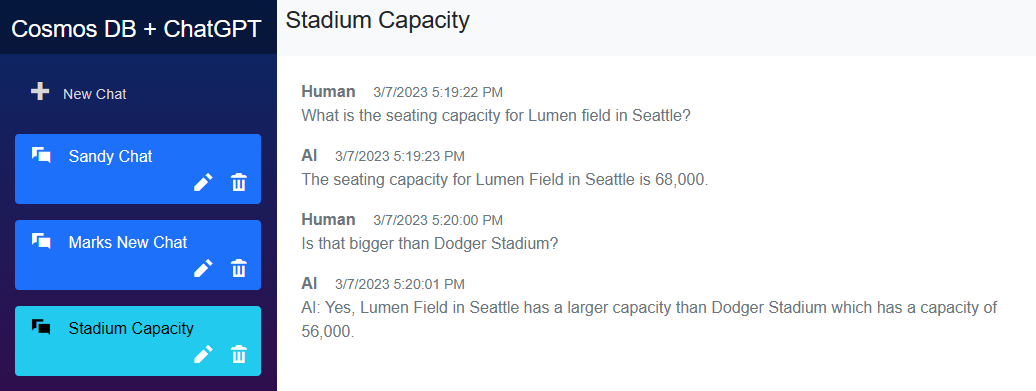 Cosmos DB + ChatGPT
New Chat
Sandy Chat
Marks New Chat
Stadium Capacity
Stadium Capacity
Human 3/7/2023 5:19:22 PM
What is the seating capacity for Lumen field in Seattle?
AI 3/7/2023 5:19:23 PM
The seating capacity for Lumen Field in Seattle is 68,000.
Human 3/7/2023 5:20:00 PM
Is that bigger than Dodger Stadium?
AI 3/7/2023 5:20:01 PM
AI: Yes, Lumen Field in Seattle has a larger capacity than Dodger Stadium which has a capacity of
56,000.